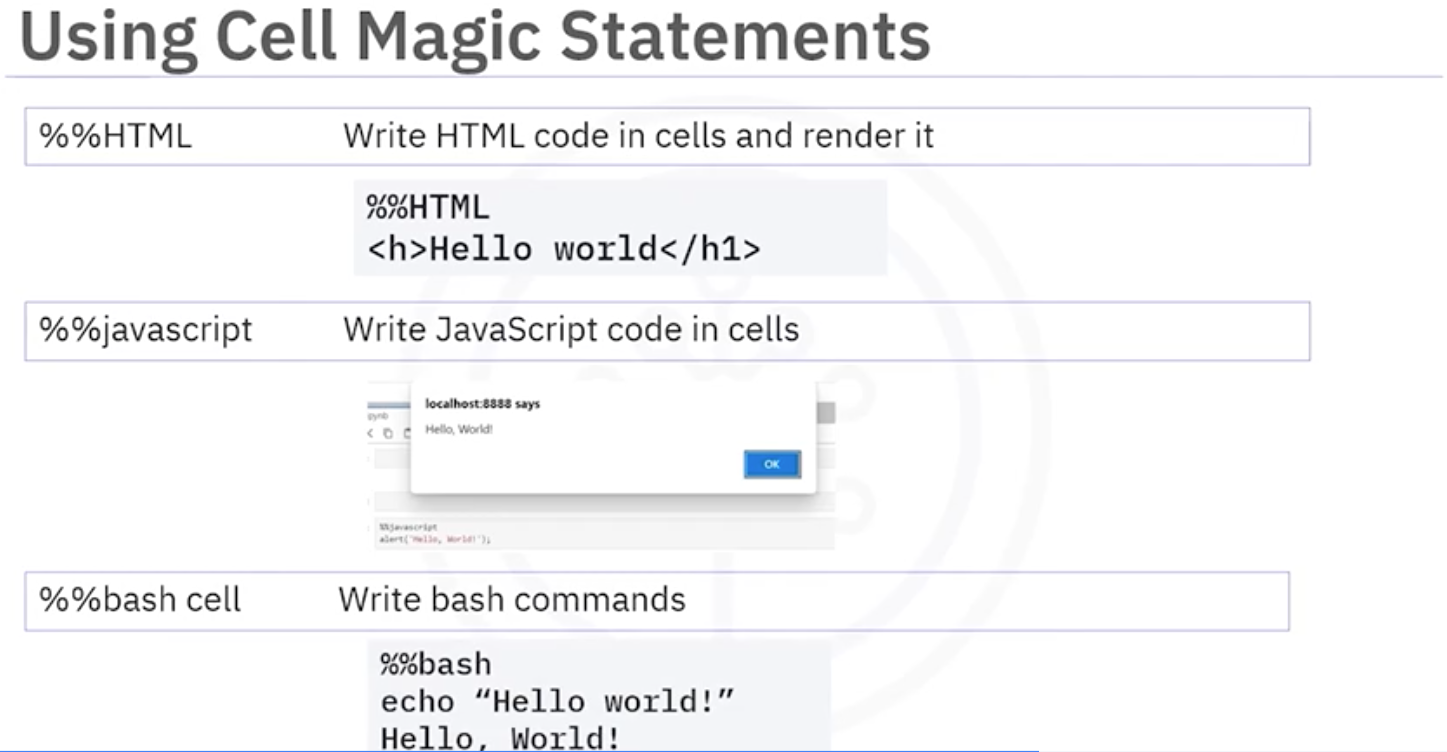 Using Cell Magic Statements
%%HTML Write HTML code in cells and render it
%%HTML
<h>Hello world</h1>
%%javascript Write JavaScript code in cells
localhost:8888 says
Hello, World!
pynb
OK
%%javascript
alert('Hello, World!');
%%bash cell Write bash commands
%%bash
echo “Hello world!”
Hello, World!